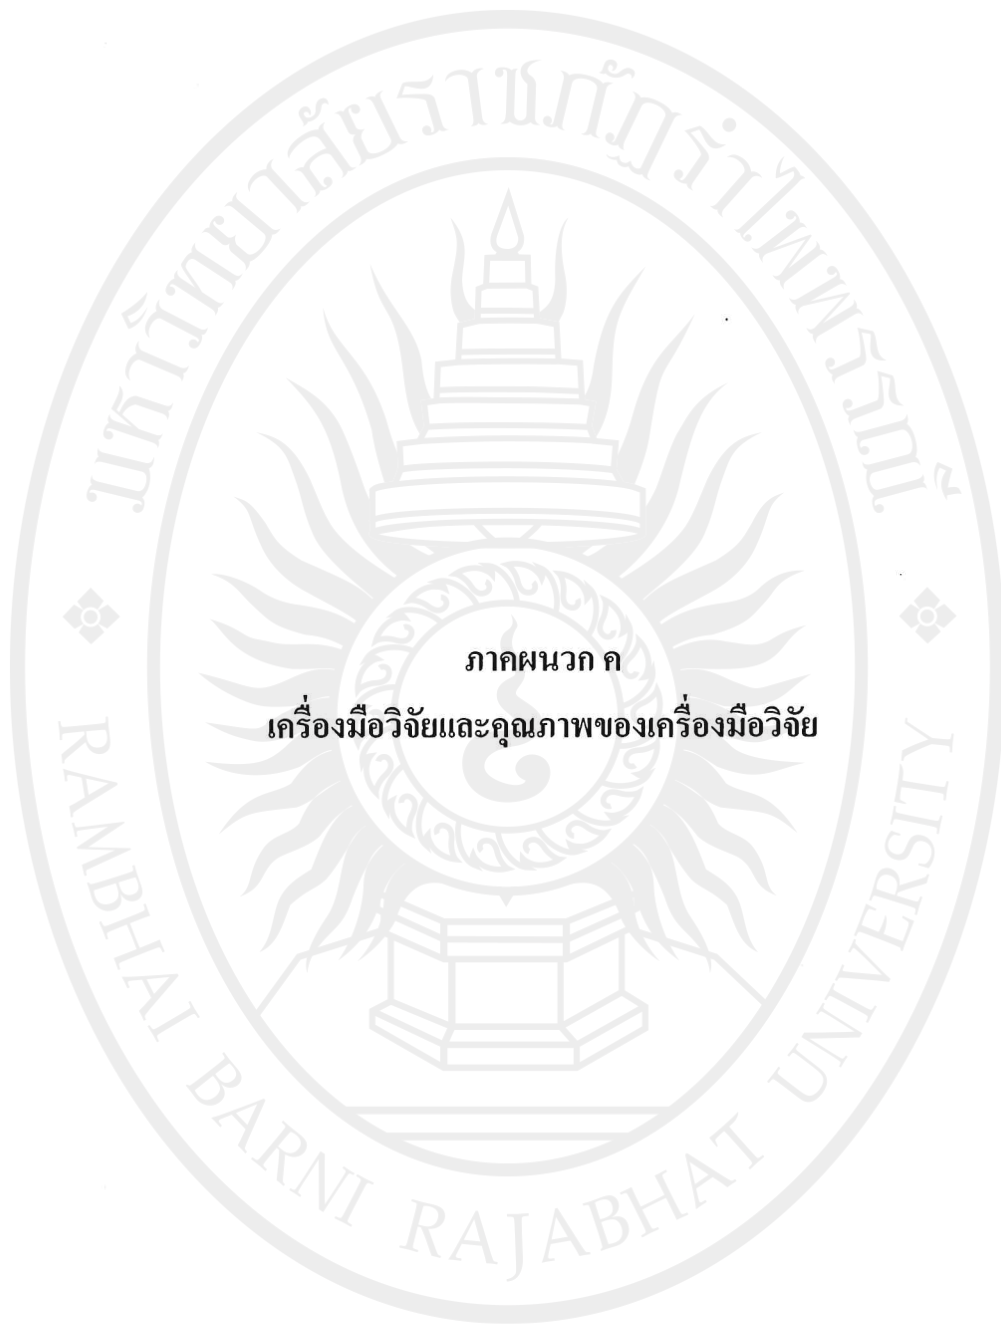 มหาวิทยาลัยราชภัฏรำไพพรรณี
ภาคผนวก ค
เครื่องมือวิจัยและคุณภาพของเครื่องมือวิจัย
RAMBHAI BARNI RAJABHAT UNIVERSITY